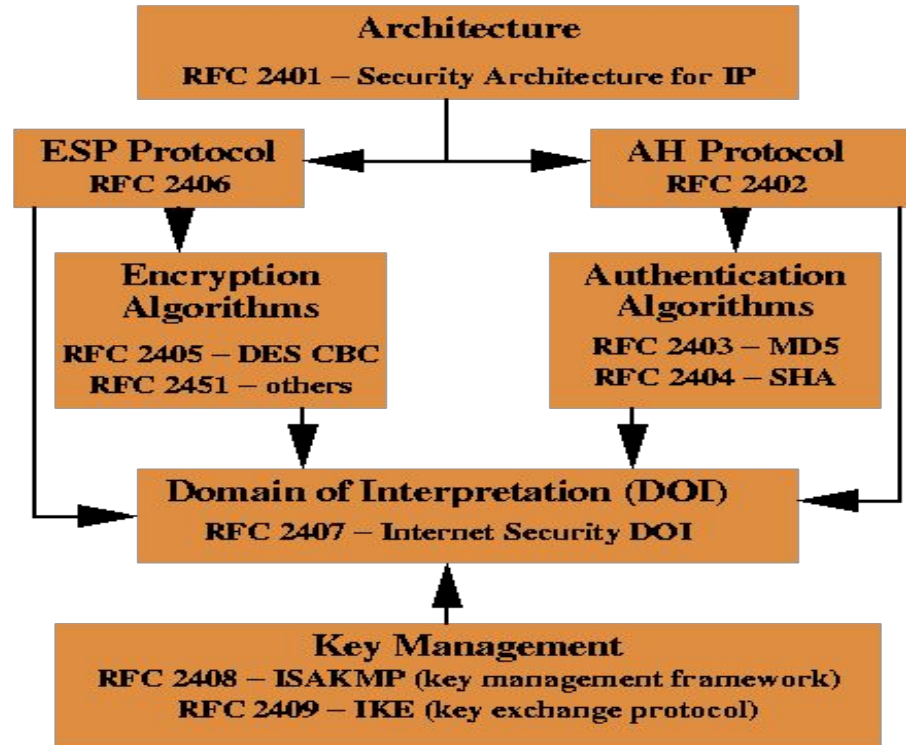 Architecture
RFC 2401 – Security Architecture for IP
ESP Protocol
RFC 2406
AH Protocol
RFC 2402
Encryption
Algorithms
RFC 2405 – DES CBC
RFC 2451 – others
Authentication
Algorithms
RFC 2403 – MD5
RFC 2404 – SHA
Domain of Interpretation (DOI)
RFC 2407 – Internet Security DOI
Key Management
RFC 2408 – ISAKMP (key management framework)
RFC 2409 – IKE (key exchange protocol)